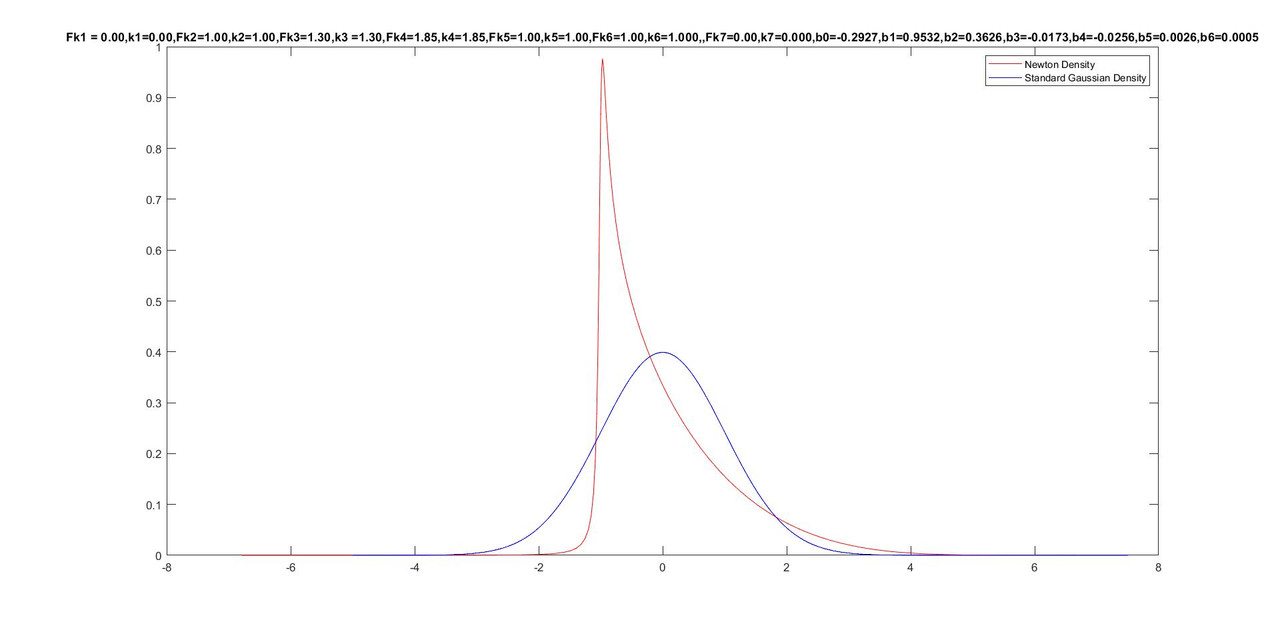 Fk1 = 0.00,k1=0.00,Fk2=1.00,k2=1.00,Fk3=1.30,k3 =1.30,Fk4=1.85,k4=1.85,Fk5=1.00,k5=1.00,Fk6=1.00,k6=1.000,,Fk7=0.00,k7=0.000,b0=-0.2927,b1=0.9532,b2=0.3626,b3=-0.0173,b4=-0.0256,b5=0.0026,b6=0.0005
Newton Density
Standard Gaussian Density
1
0.9
0.8
0.7
0.6
0.5
0.4
0.3
0.2
0.1
0
-8 -6 -4 -2 0 2 4 6 8